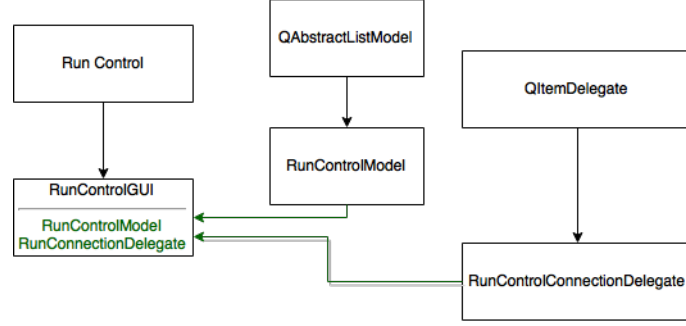 Run Control
QAbstractListModel
QItemDelegate
RunControlModel
RunControlGUI
RunControlModel
RunConnectionDelegate
RunControlConnectionDelegate